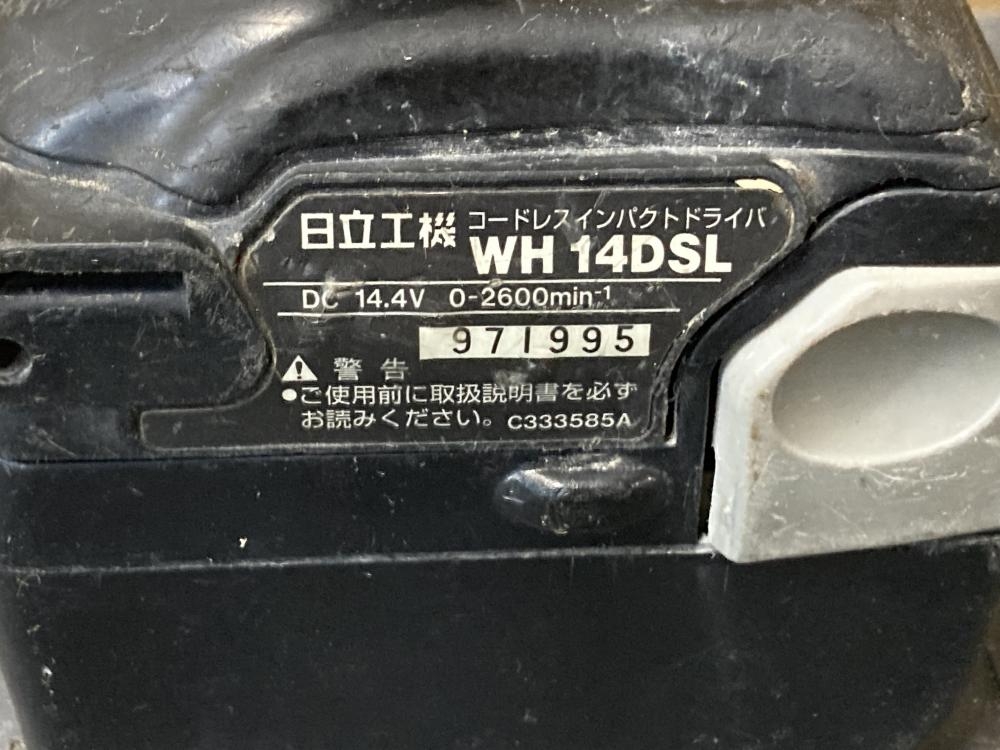 日立工機 コードレスインパクトドライバ
WH 14DSL
DC 14.4V 0-2600min⁻¹
971995
警告
●ご使用前に取扱説明書を必ず
お読みください。 C333585A